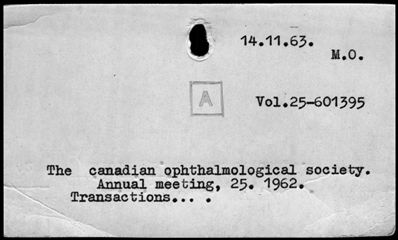 14.11.63.
M.O.
A
Vol.25-601395
The canadian ophthalmological society.
Annual meeting, 25. 1962.
Transactions... .